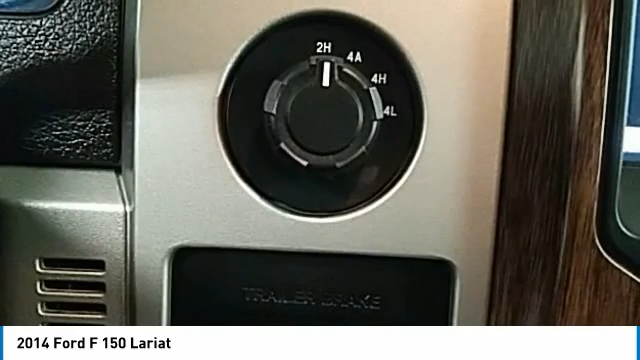 2H
4A
4H
4L
TRAILER BRAKE
2014 Ford F 150 Lariat